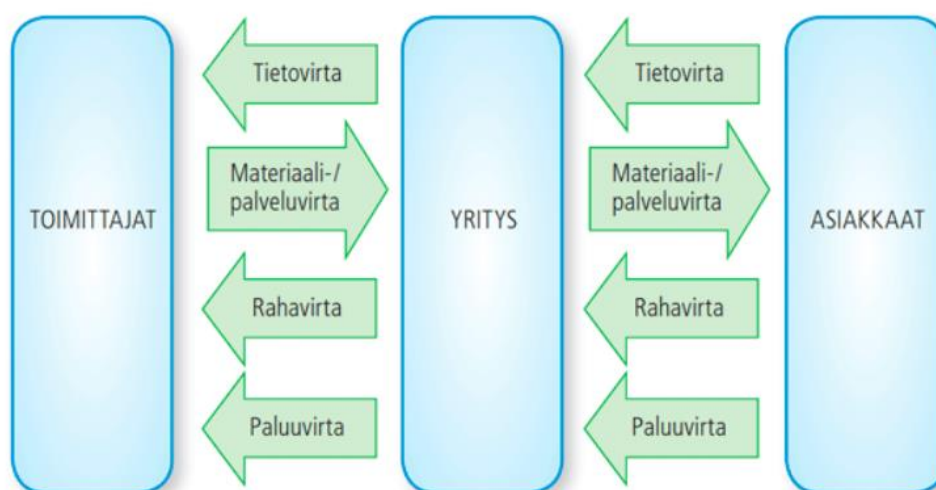 Tietovirta
Tietovirta
Materiaali-/
palveluvirta
Materiaali-/
palveluvirta
TOIMITTAJAT
YRITYS
ASIAKKAAT
Rahavirta
Rahavirta
Paluuvirta
Paluuvirta